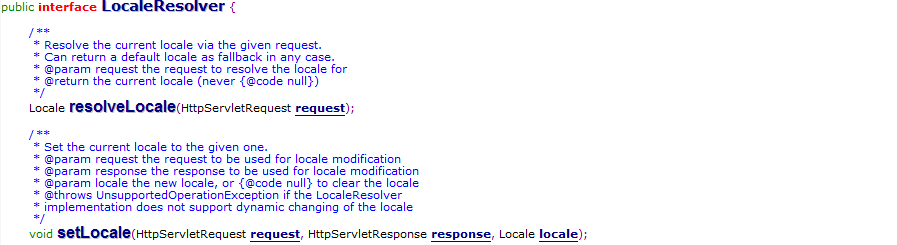 public interface LocaleResolver {
/**
* Resolve the current locale via the given request.
* Can return a default locale as fallback in any case.
* @param request the request to resolve the locale for
* @return the current locale (never {@code null})
*/
Locale resolveLocale(HttpServletRequest request);
/**
* Set the current locale to the given one.
* @param request the request to be used for locale modification
* @param response the response to be used for locale modification
* @param locale the new locale, or {@code null} to clear the locale
* @throws UnsupportedOperationException if the LocaleResolver
* implementation does not support dynamic changing of the locale
*/
void setLocale(HttpServletRequest request, HttpServletResponse response, Locale locale);